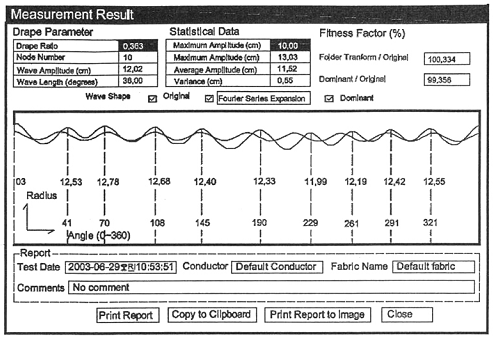 Measurement Result
Drape Parameter
Drape Ratio 0,363
Node Number 10
Wave Amplitude (cm) 12,02
Wave Length (degrees) 36,00
Statistical Data
Maximum Amplitude (cm) 10,00
Maximum Amplitude (cm) 13,03
Average Amplitude (cm) 11,52
Variance (cm) 0,55
Fitness Factor (%)
Folder Tranform / Original 100,334
Dominant / Original 99,356
Wave Shape Original Fourier Series Expansion Dominant
03 12,53 12,78 12,68 12,40 12,33 11,99 12,19 12,42 12,55
Radius
41 70 108 145 190 229 261 291 321
Angle (0-360)
Report
Test Date 2003-06-29 /10:53:51 Conductor Default Conductor Fabric Name Default fabric
Comments No comment
Print Report Copy to Clipboard Print Report to Image Close